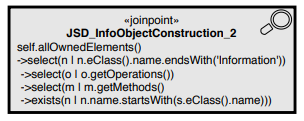 «joinpoint»
JSD_InfoObjectConstruction_2
self.allOwnedElements()
->select(n | n.eClass().name.endsWith('Information'))
->select(o | o.getOperations())
->select(m | m.getMethods()
->exists(n | n.name.startsWith(s.eClass().name)))